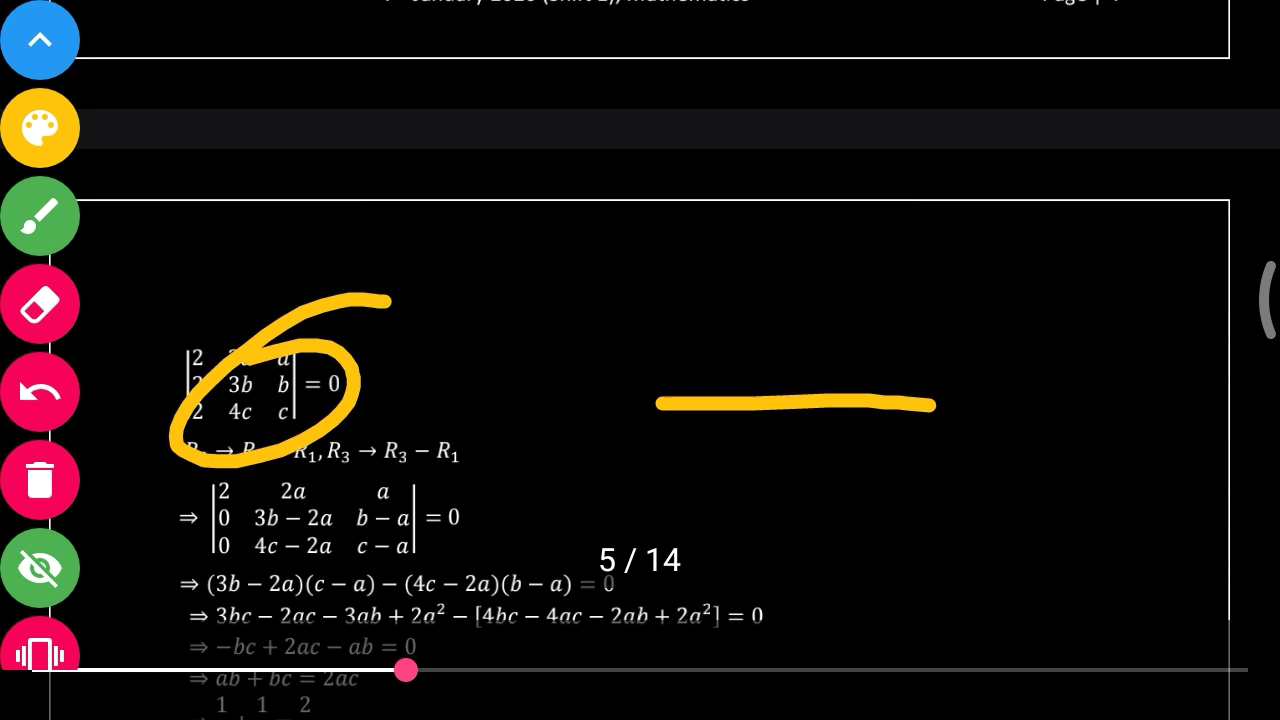 |2 a|
3b b = 0
2 4c c
R₁, R₃ → R₃ − R₁
⇒ |2 2a a|
|0 3b − 2a b − a| = 0
|0 4c − 2a c − a|
5 / 14
⇒ (3b − 2a)(c − a) − (4c − 2a)(b − a) = 0
⇒ 3bc − 2ac − 3ab + 2a² − [4bc − 4ac − 2ab + 2a²] = 0
⇒ −bc + 2ac − ab = 0
⇒ ab + bc = 2ac
1 1 2